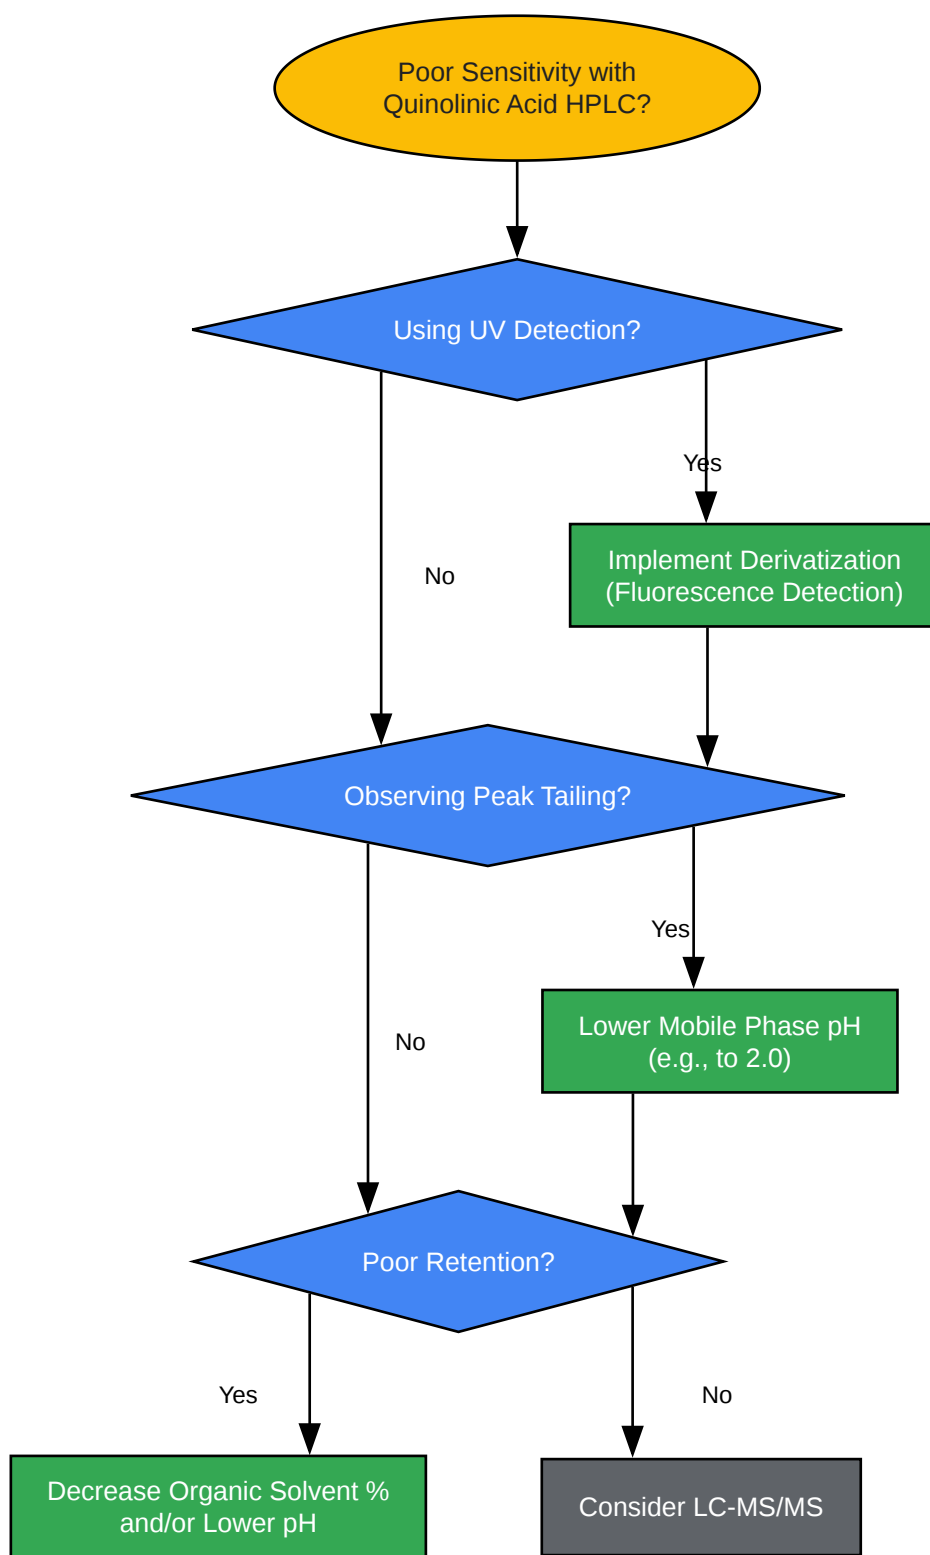 Poor Sensitivity with
Quinolinic Acid HPLC?
Using UV Detection?
Yes
Implement Derivatization
(Fluorescence Detection)
No
Observing Peak Tailing?
Yes
Lower Mobile Phase pH
(e.g., to 2.0)
No
Poor Retention?
Yes
No
Decrease Organic Solvent %
and/or Lower pH
Consider LC-MS/MS